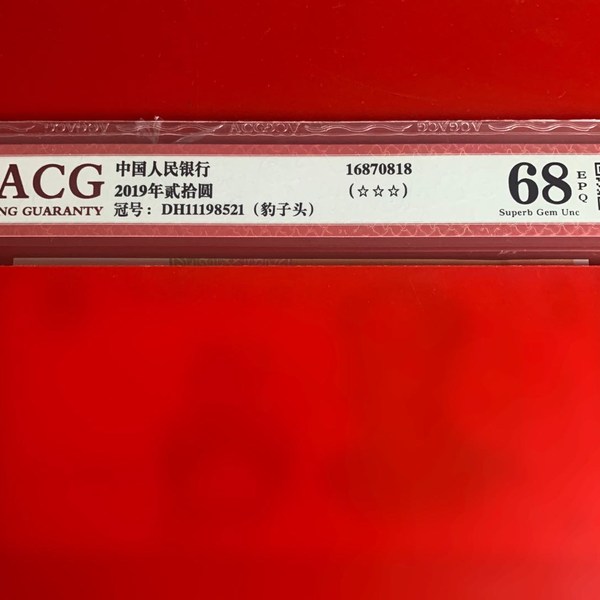 ACGACG
ACG
NG GUARANTY
中国人民银行
2019年贰拾圆
冠号：DH11198521（豹子头）
16870818
(☆☆☆)
68
EPQ
Superb Gem Unc